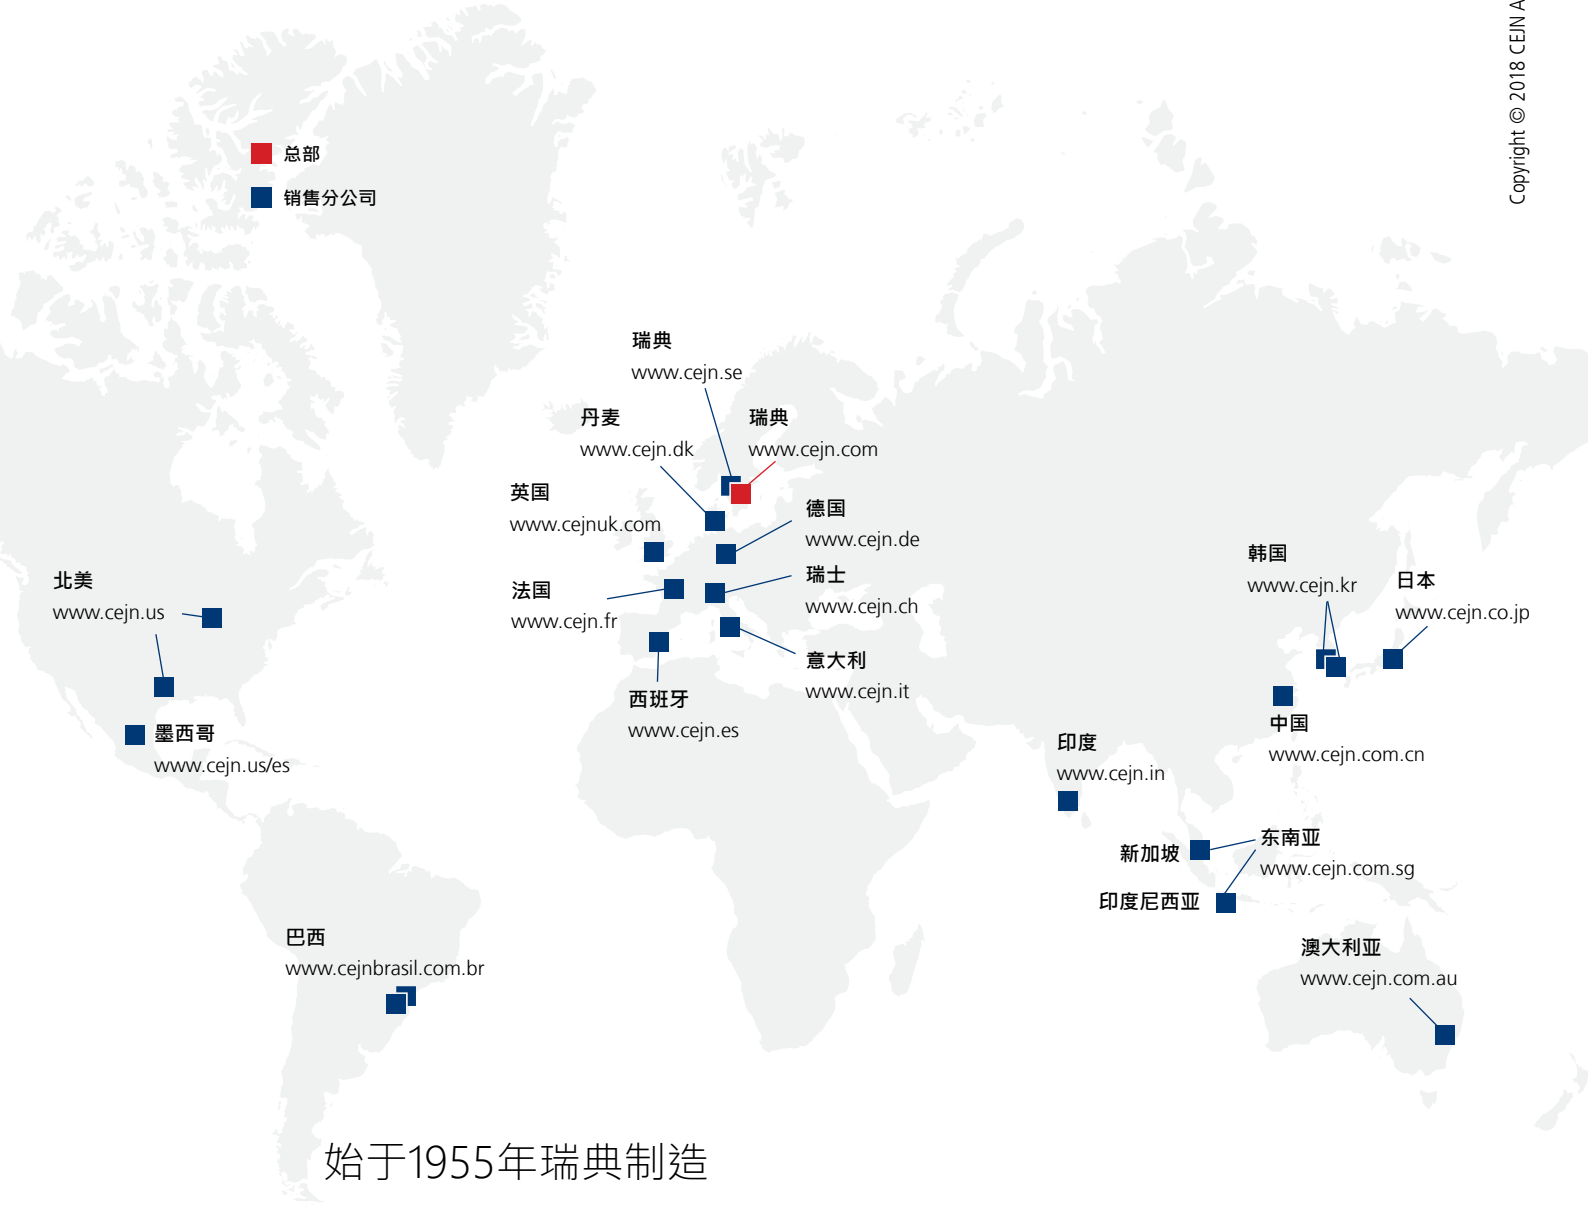 Copyright © 2018 CEJN A
总部
销售分公司
瑞典
www.cejn.se
丹麦
www.cejn.dk
瑞典
www.cejn.com
英国
www.cejnuk.com
德国
www.cejn.de
法国
www.cejn.fr
瑞士
www.cejn.ch
意大利
www.cejn.it
西班牙
www.cejn.es
北美
www.cejn.us
墨西哥
www.cejn.us/es
韩国
www.cejn.kr
日本
www.cejn.co.jp
中国
www.cejn.com.cn
印度
www.cejn.in
新加坡
东南亚
www.cejn.com.sg
印度尼西亚
巴西
www.cejnbrasil.com.br
澳大利亚
www.cejn.com.au
始于1955年瑞典制造